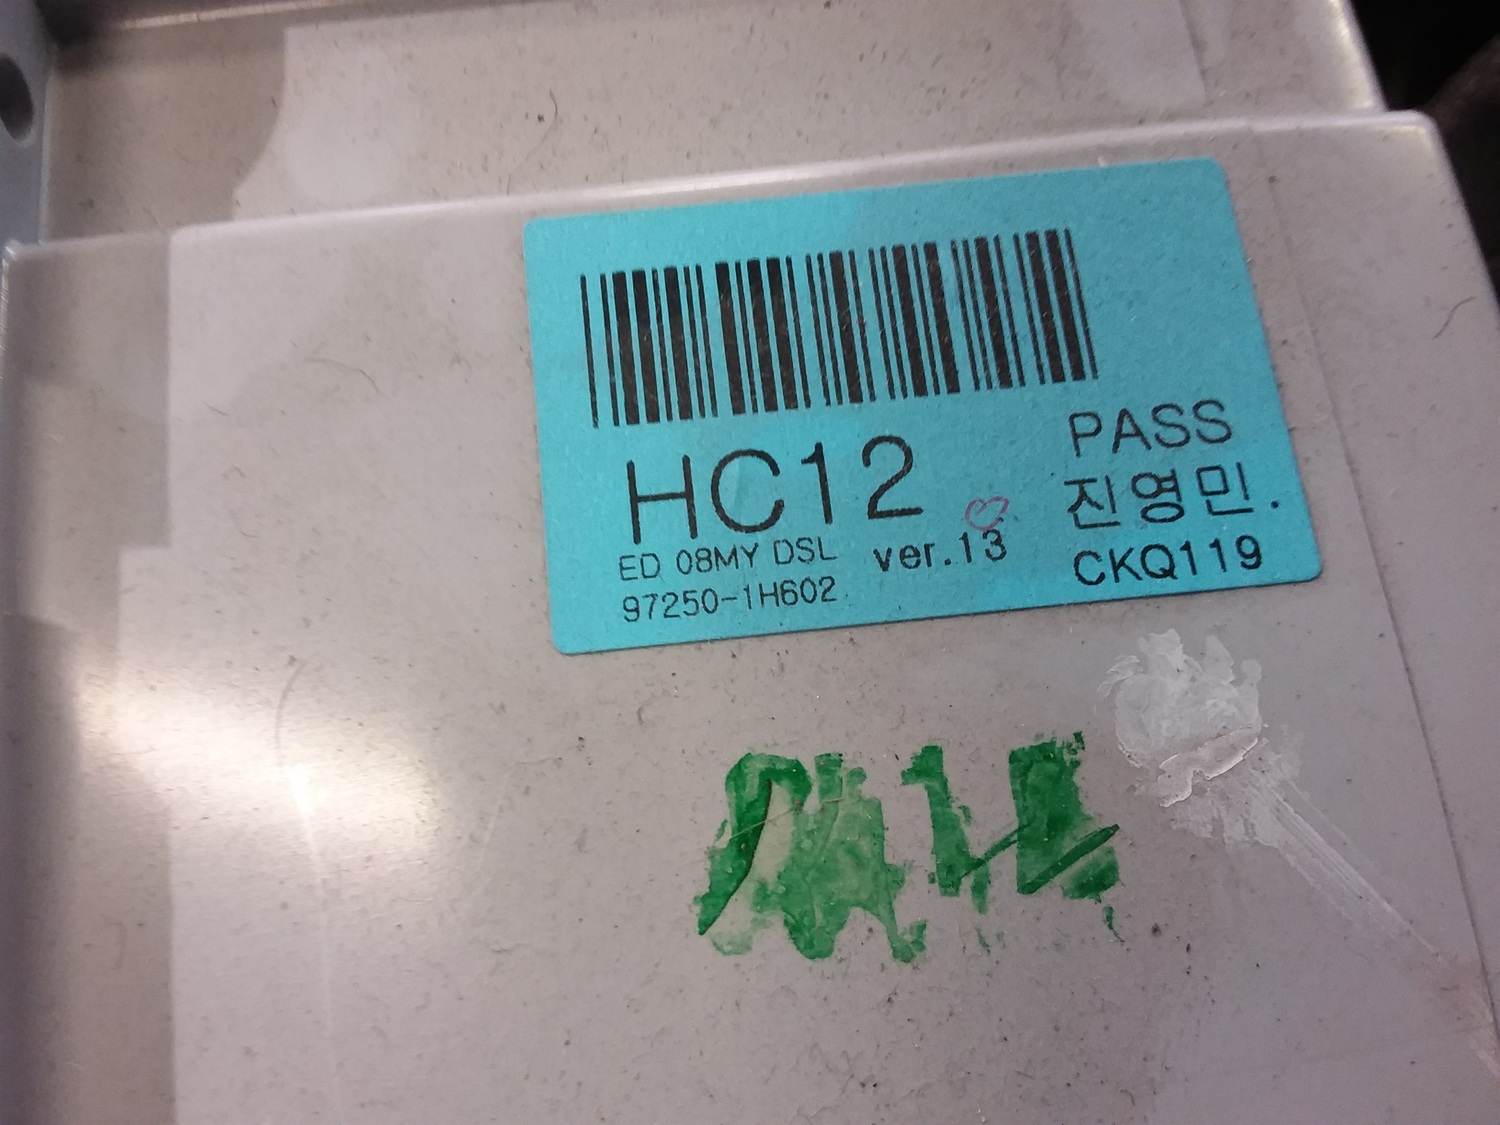 HC12
ED 08MY DSL
97250-1H602
ver.13
PASS
진영민.
CKQ119